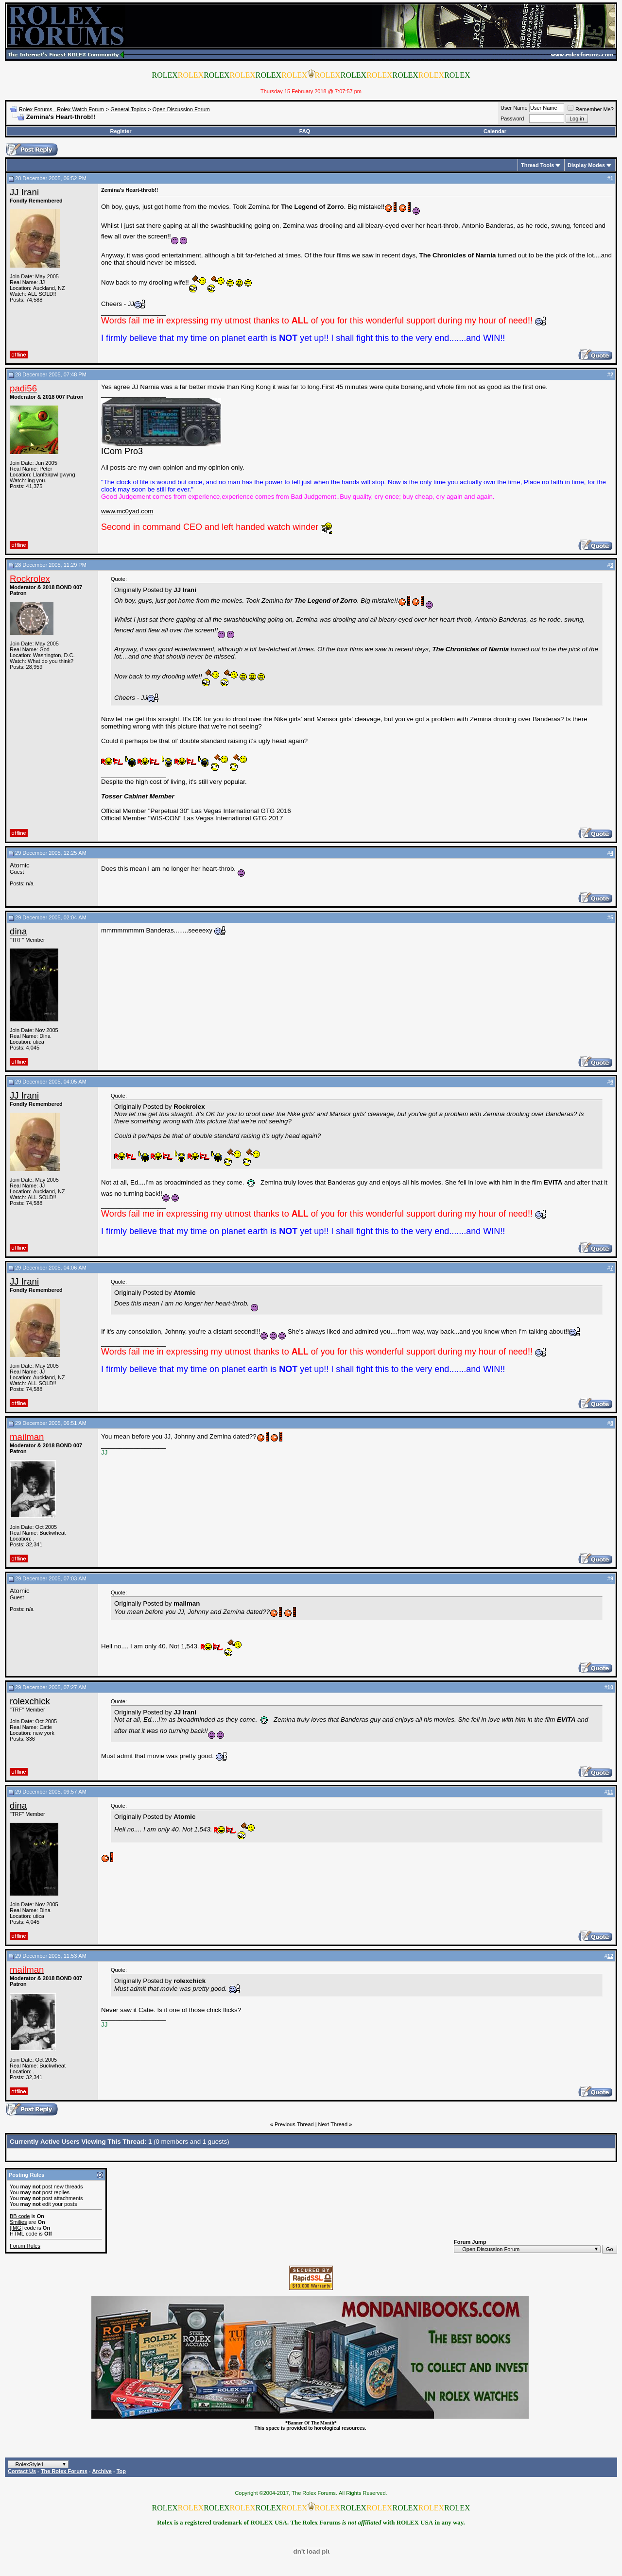 ROLEX
FORUMS
The Internet's Finest ROLEX Community
www.rolexforums.com
ROLEXROLEXROLEXROLEXROLEXROLEXROLEXROLEXROLEXROLEXROLEXROLEX
Thursday 15 February 2018 @ 7:07:57 pm
Rolex Forums - Rolex Watch Forum > General Topics > Open Discussion Forum
Zemina's Heart-throb!!
User Name User Name Remember Me?
Password Log in
Register FAQ Calendar
Post Reply
Thread Tools Display Modes
28 December 2005, 06:52 PM #1
JJ Irani
Fondly Remembered
Join Date: May 2005
Real Name: JJ
Location: Auckland, NZ
Watch: ALL SOLD!!
Posts: 74,588
offline
Zemina's Heart-throb!!
Oh boy, guys, just got home from the movies. Took Zemina for The Legend of Zorro. Big mistake!!
Whilst I just sat there gaping at all the swashbuckling going on, Zemina was drooling and all bleary-eyed over her heart-throb, Antonio Banderas, as he rode, swung, fenced and
flew all over the screen!!
Anyway, it was good entertainment, although a bit far-fetched at times. Of the four films we saw in recent days, The Chronicles of Narnia turned out to be the pick of the lot....and
one that should never be missed.
Now back to my drooling wife!!
Cheers - JJ
Words fail me in expressing my utmost thanks to ALL of you for this wonderful support during my hour of need!!
I firmly believe that my time on planet earth is NOT yet up!! I shall fight this to the very end.......and WIN!!
Quote
28 December 2005, 07:48 PM #2
padi56
Moderator & 2018 007 Patron
Join Date: Jun 2005
Real Name: Peter
Location: Llanfairpwllgwyng
Watch: ing you.
Posts: 41,375
offline
Yes agree JJ Narnia was a far better movie than King Kong it was far to long.First 45 minutes were quite boreing,and whole film not as good as the first one.
ICom Pro3
All posts are my own opinion and my opinion only.
"The clock of life is wound but once, and no man has the power to tell just when the hands will stop. Now is the only time you actually own the time, Place no faith in time, for the
clock may soon be still for ever."
Good Judgement comes from experience,experience comes from Bad Judgement,.Buy quality, cry once; buy cheap, cry again and again.
www.mc0yad.com
Second in command CEO and left handed watch winder
Quote
28 December 2005, 11:29 PM #3
Rockrolex
Moderator & 2018 BOND 007
Patron
Join Date: May 2005
Real Name: God
Location: Washington, D.C.
Watch: What do you think?
Posts: 28,959
offline
Quote:
Originally Posted by JJ Irani
Oh boy, guys, just got home from the movies. Took Zemina for The Legend of Zorro. Big mistake!!
Whilst I just sat there gaping at all the swashbuckling going on, Zemina was drooling and all bleary-eyed over her heart-throb, Antonio Banderas, as he rode, swung,
fenced and flew all over the screen!!
Anyway, it was good entertainment, although a bit far-fetched at times. Of the four films we saw in recent days, The Chronicles of Narnia turned out to be the pick of the
lot....and one that should never be missed.
Now back to my drooling wife!!
Cheers - JJ
Now let me get this straight. It's OK for you to drool over the Nike girls' and Mansor girls' cleavage, but you've got a problem with Zemina drooling over Banderas? Is there
something wrong with this picture that we're not seeing?
Could it perhaps be that ol' double standard raising it's ugly head again?
Despite the high cost of living, it's still very popular.
Tosser Cabinet Member
Official Member "Perpetual 30" Las Vegas International GTG 2016
Official Member "WIS-CON" Las Vegas International GTG 2017
Quote
29 December 2005, 12:25 AM #4
Atomic
Guest
Posts: n/a
Does this mean I am no longer her heart-throb.
Quote
29 December 2005, 02:04 AM #5
dina
"TRF" Member
Join Date: Nov 2005
Real Name: Dina
Location: utica
Posts: 4,045
offline
mmmmmmmm Banderas........seeeexy
Quote
29 December 2005, 04:05 AM #6
JJ Irani
Fondly Remembered
Join Date: May 2005
Real Name: JJ
Location: Auckland, NZ
Watch: ALL SOLD!!
Posts: 74,588
offline
Quote:
Originally Posted by Rockrolex
Now let me get this straight. It's OK for you to drool over the Nike girls' and Mansor girls' cleavage, but you've got a problem with Zemina drooling over Banderas? Is
there something wrong with this picture that we're not seeing?
Could it perhaps be that ol' double standard raising it's ugly head again?
Not at all, Ed....I'm as broadminded as they come. Zemina truly loves that Banderas guy and enjoys all his movies. She fell in love with him in the film EVITA and after that it
was no turning back!!
Words fail me in expressing my utmost thanks to ALL of you for this wonderful support during my hour of need!!
I firmly believe that my time on planet earth is NOT yet up!! I shall fight this to the very end.......and WIN!!
Quote
29 December 2005, 04:06 AM #7
JJ Irani
Fondly Remembered
Join Date: May 2005
Real Name: JJ
Location: Auckland, NZ
Watch: ALL SOLD!!
Posts: 74,588
offline
Quote:
Originally Posted by Atomic
Does this mean I am no longer her heart-throb.
If it's any consolation, Johnny, you're a distant second!!! She's always liked and admired you....from way, way back...and you know when I'm talking about!!
Words fail me in expressing my utmost thanks to ALL of you for this wonderful support during my hour of need!!
I firmly believe that my time on planet earth is NOT yet up!! I shall fight this to the very end.......and WIN!!
Quote
29 December 2005, 06:51 AM #8
mailman
Moderator & 2018 BOND 007
Patron
Join Date: Oct 2005
Real Name: Buckwheat
Location: .
Posts: 32,341
offline
You mean before you JJ, Johnny and Zemina dated??
JJ
Quote
29 December 2005, 07:03 AM #9
Atomic
Guest
Posts: n/a
Quote:
Originally Posted by mailman
You mean before you JJ, Johnny and Zemina dated??
Hell no.... I am only 40. Not 1,543.
Quote
29 December 2005, 07:27 AM #10
rolexchick
"TRF" Member
Join Date: Oct 2005
Real Name: Catie
Location: new york
Posts: 336
offline
Quote:
Originally Posted by JJ Irani
Not at all, Ed....I'm as broadminded as they come. Zemina truly loves that Banderas guy and enjoys all his movies. She fell in love with him in the film EVITA and
after that it was no turning back!!
Must admit that movie was pretty good.
Quote
29 December 2005, 09:57 AM #11
dina
"TRF" Member
Join Date: Nov 2005
Real Name: Dina
Location: utica
Posts: 4,045
offline
Quote:
Originally Posted by Atomic
Hell no.... I am only 40. Not 1,543.
Quote
29 December 2005, 11:53 AM #12
mailman
Moderator & 2018 BOND 007
Patron
Join Date: Oct 2005
Real Name: Buckwheat
Location: .
Posts: 32,341
offline
Quote:
Originally Posted by rolexchick
Must admit that movie was pretty good.
Never saw it Catie. Is it one of those chick flicks?
JJ
Quote
Post Reply
« Previous Thread | Next Thread »
Currently Active Users Viewing This Thread: 1 (0 members and 1 guests)
Posting Rules
You may not post new threads
You may not post replies
You may not post attachments
You may not edit your posts
BB code is On
Smilies are On
[IMG] code is On
HTML code is Off
Forum Rules
Forum Jump
Open Discussion Forum Go
SECURED BY
RapidSSL
$10,000 Warranty
MONDANIBOOKS.COM
THE BEST BOOKS
TO COLLECT AND INVEST
IN ROLEX WATCHES
*Banner Of The Month*
This space is provided to horological resources.
-- RolexStyle1
Contact Us - The Rolex Forums - Archive - Top
Copyright ©2004-2017, The Rolex Forums. All Rights Reserved.
ROLEXROLEXROLEXROLEXROLEXROLEXROLEXROLEXROLEXROLEXROLEXROLEX
Rolex is a registered trademark of ROLEX USA. The Rolex Forums is not affiliated with ROLEX USA in any way.
dn't load plu